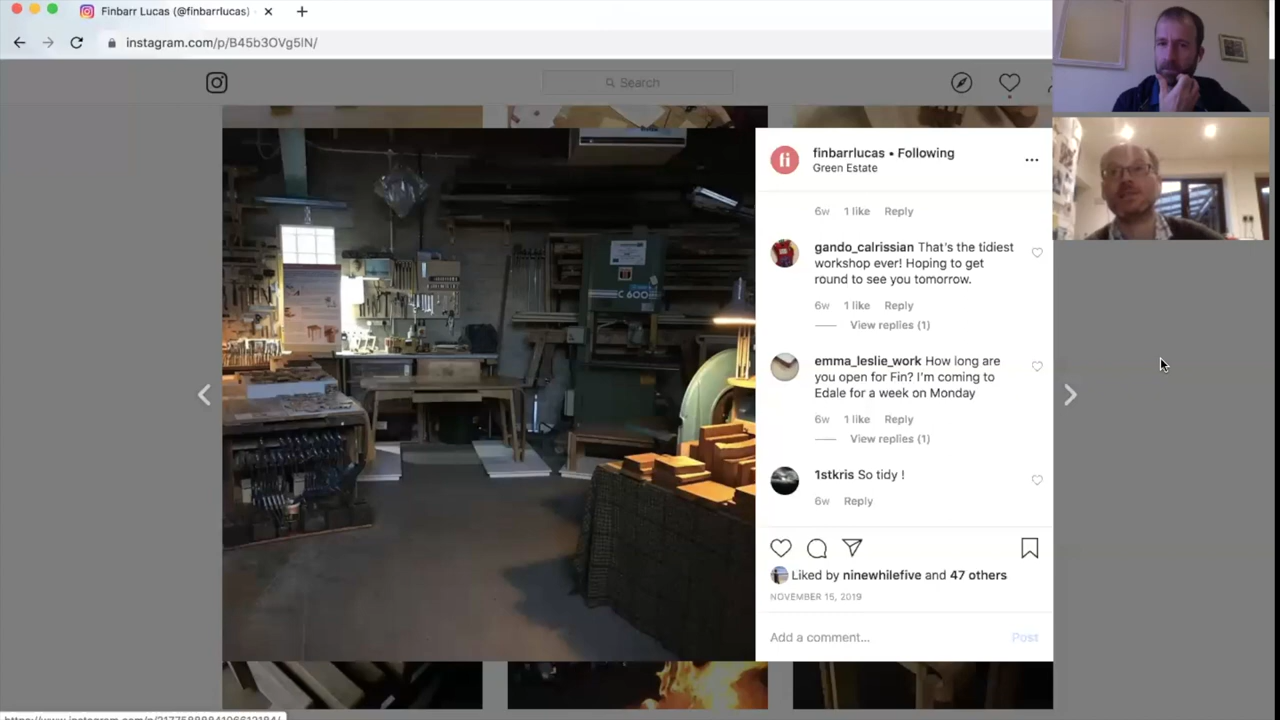 Finbarr Lucas (@finbarrlucas)
instagram.com/p/B45b3OVg5lN/
Search
fi
finbarrlucas • Following
Green Estate
6w 1 like Reply
gando_calrissian That's the tidiest
workshop ever! Hoping to get
round to see you tomorrow.
6w 1 like Reply
View replies (1)
emma_leslie_work How long are
you open for Fin? I'm coming to
Edale for a week on Monday
6w 1 like Reply
View replies (1)
1stkris So tidy !
6w Reply
C 600
Liked by ninewhilefive and 47 others
NOVEMBER 15, 2019
Add a comment...
Post